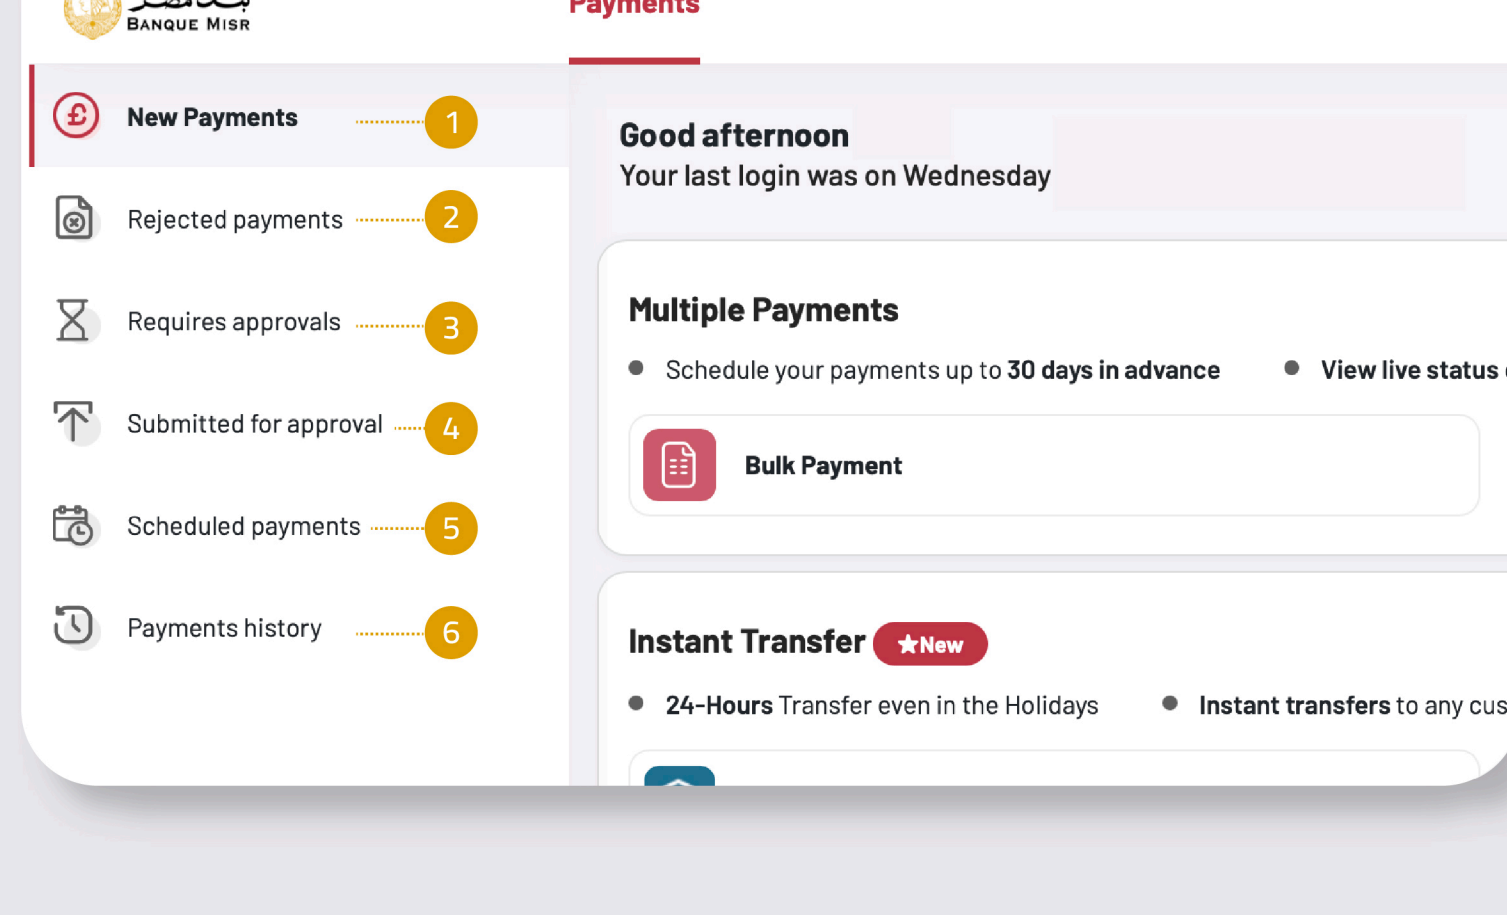 BANQUE MISR
Payments
New Payments 1
Rejected payments 2
Requires approvals 3
Submitted for approval 4
Scheduled payments 5
Payments history 6
Good afternoon
Your last login was on Wednesday
Multiple Payments
Schedule your payments up to 30 days in advance
View live status
Bulk Payment
Instant Transfer
New
24-Hours Transfer even in the Holidays
Instant transfers to any cus